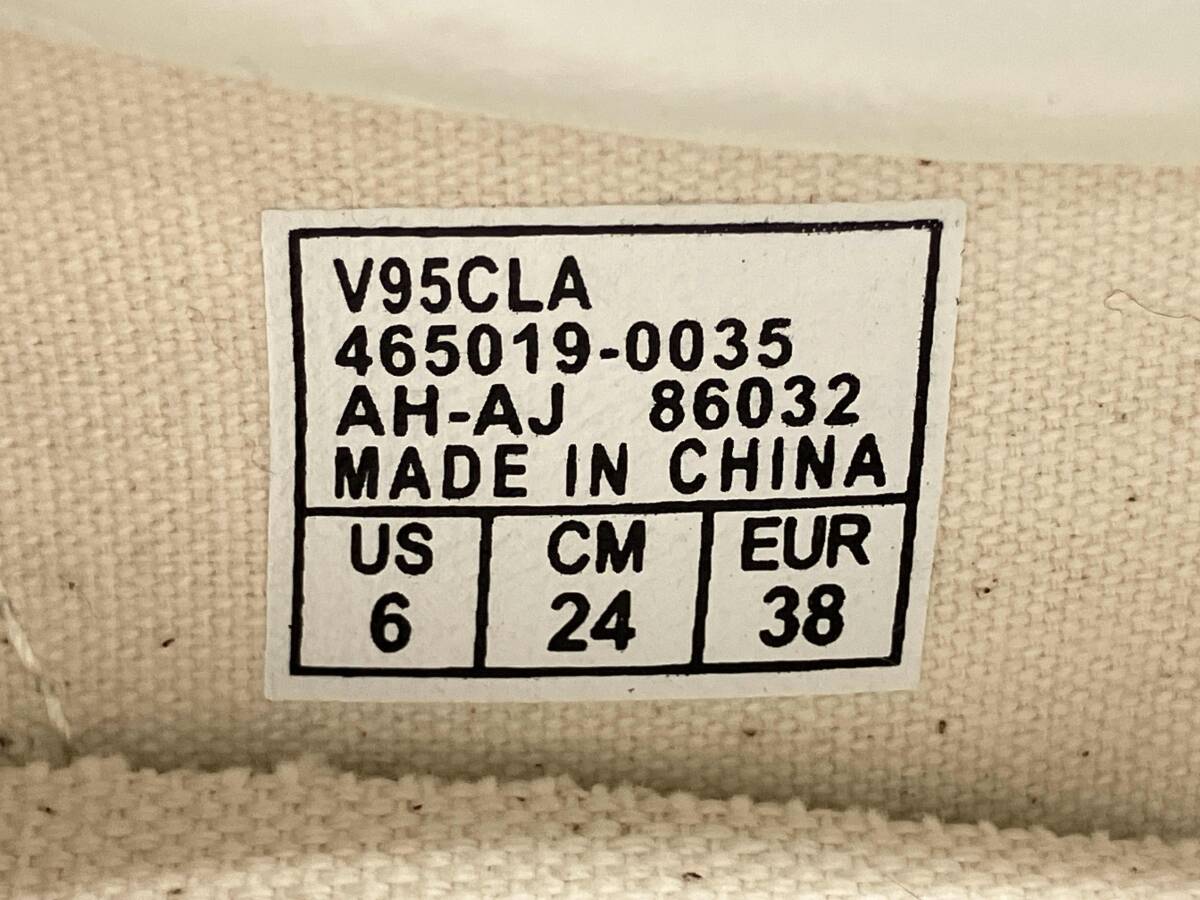 V95CLA
465019-0035
AH-AJ 86032
MADE IN CHINA
US CM EUR
6 24 38